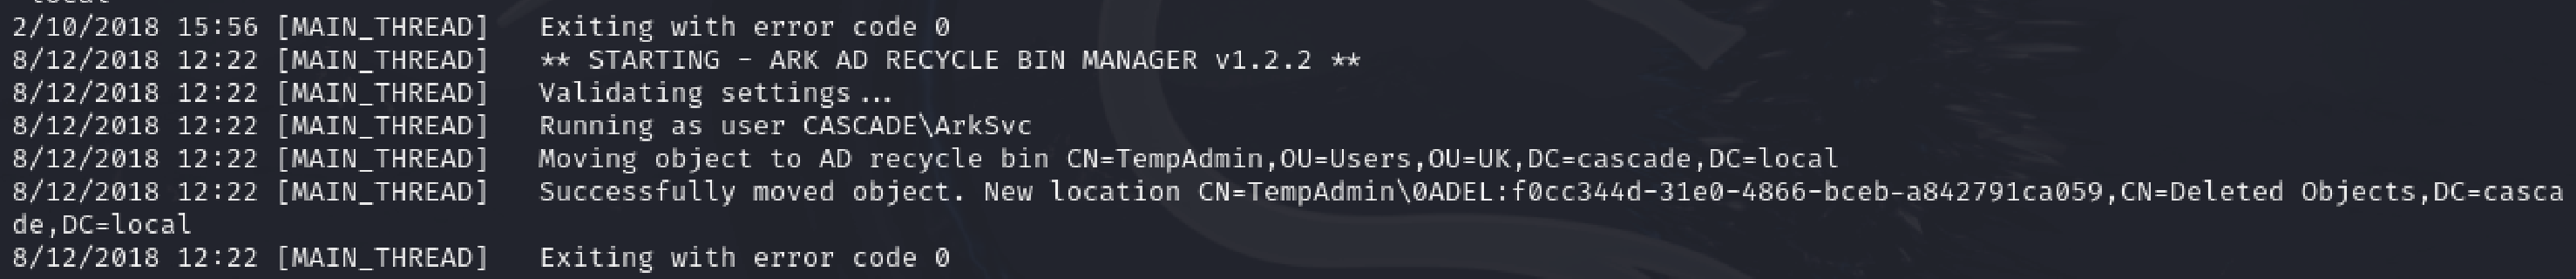 2/10/2018 15:56 [MAIN_THREAD]   Exiting with error code 0
8/12/2018 12:22 [MAIN_THREAD]   ** STARTING - ARK AD RECYCLE BIN MANAGER v1.2.2 **
8/12/2018 12:22 [MAIN_THREAD]   Validating settings...
8/12/2018 12:22 [MAIN_THREAD]   Running as user CASCADE\ArkSvc
8/12/2018 12:22 [MAIN_THREAD]   Moving object to AD recycle bin CN=TempAdmin,OU=Users,OU=UK,DC=cascade,DC=local
8/12/2018 12:22 [MAIN_THREAD]   Successfully moved object. New location CN=TempAdmin\0ADEL:f0cc344d-31e0-4866-bceb-a842791ca059,CN=Deleted Objects,DC=casca
de,DC=local
8/12/2018 12:22 [MAIN_THREAD]   Exiting with error code 0